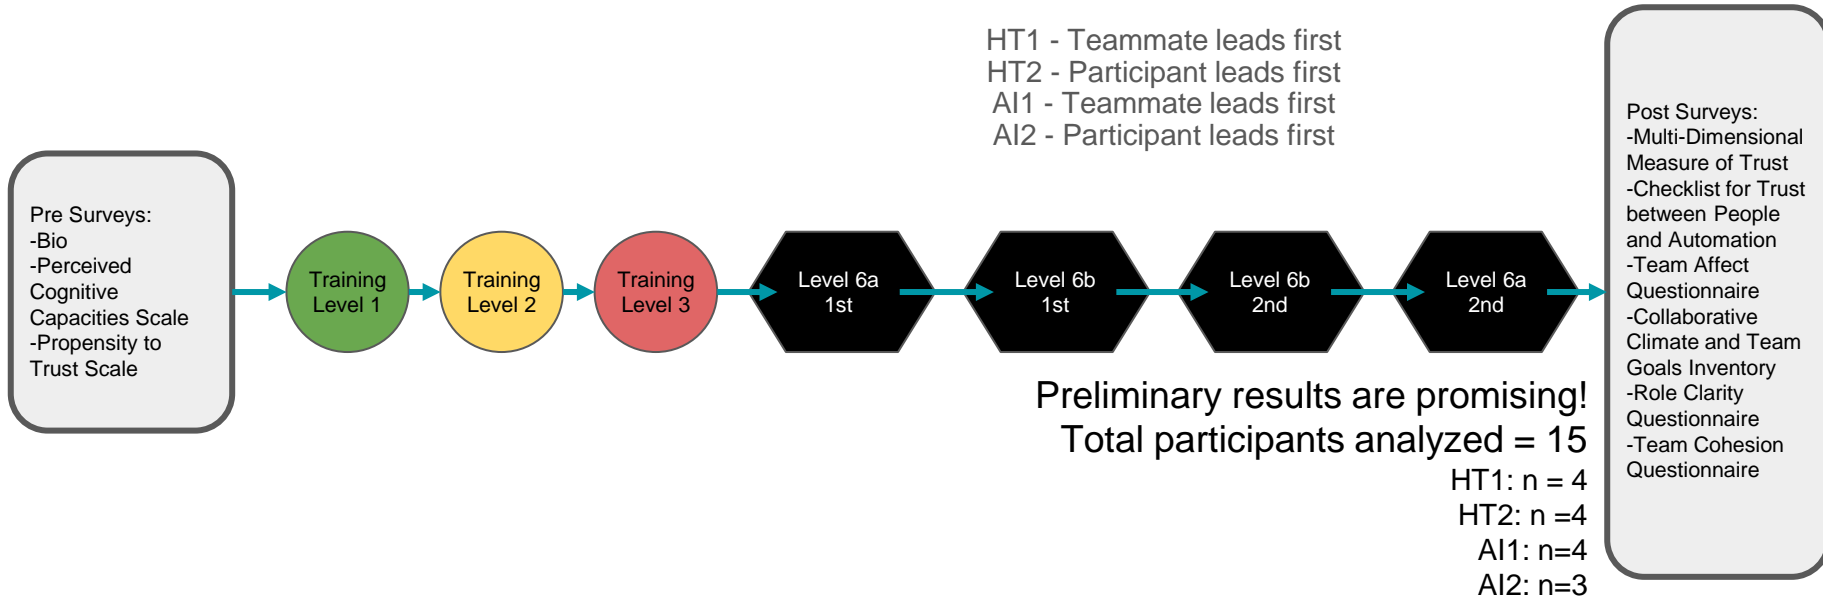 HT1 - Teammate leads first
HT2 - Participant leads first
AI1 - Teammate leads first
AI2 - Participant leads first
Pre Surveys:
-Bio
-Perceived
Cognitive
Capacities Scale
-Propensity to
Trust Scale
Training
Level 1
Training
Level 2
Training
Level 3
Level 6a
1st
Level 6b
1st
Level 6b
2nd
Level 6a
2nd
Post Surveys:
-Multi-Dimensional
Measure of Trust
-Checklist for Trust
between People
and Automation
-Team Affect
Questionnaire
-Collaborative
Climate and Team
Goals Inventory
-Role Clarity
Questionnaire
-Team Cohesion
Questionnaire
Preliminary results are promising!
Total participants analyzed = 15
HT1: n = 4
HT2: n =4
AI1: n=4
AI2: n=3